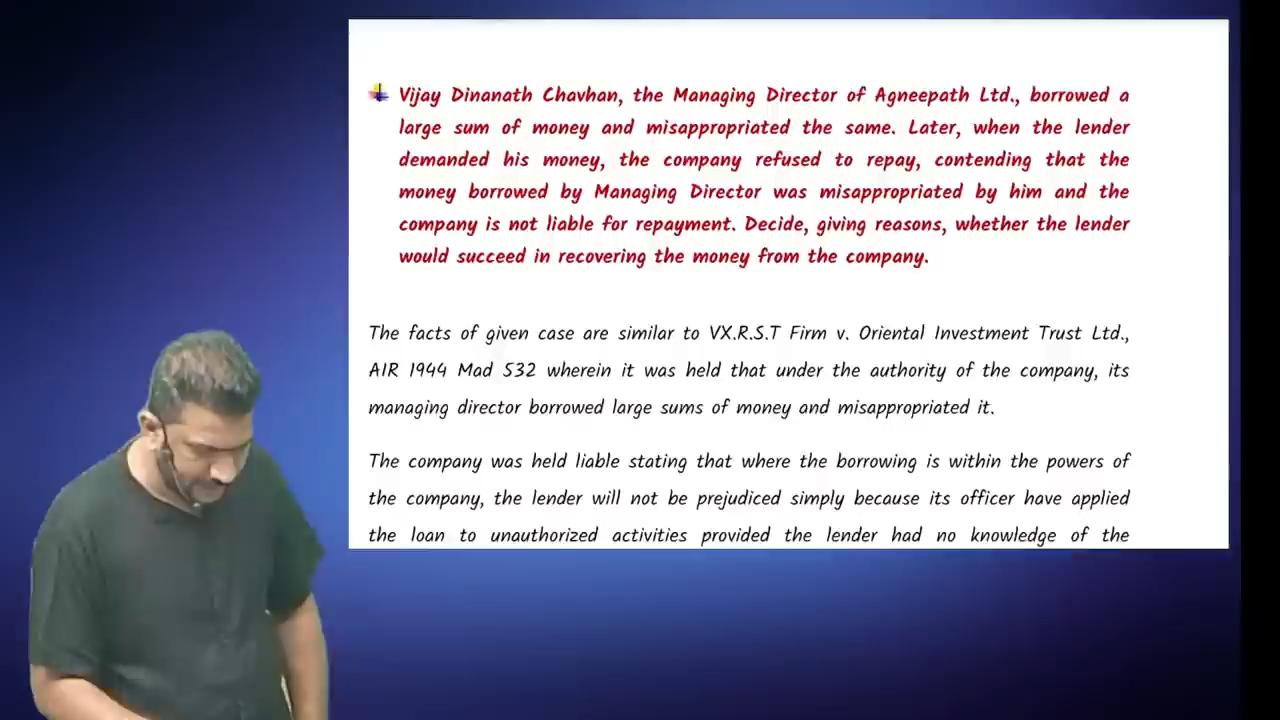 Vijay Dinanath Chavhan, the Managing Director of Agneepath Ltd., borrowed a
large sum of money and misappropriated the same. Later, when the lender
demanded his money, the company refused to repay, contending that the
money borrowed by Managing Director was misappropriated by him and the
company is not liable for repayment. Decide, giving reasons, whether the lender
would succeed in recovering the money from the company.
The facts of given case are similar to VX.R.S.T Firm v. Oriental Investment Trust Ltd.,
AIR 1944 Mad 532 wherein it was held that under the authority of the company, its
managing director borrowed large sums of money and misappropriated it.
The company was held liable stating that where the borrowing is within the powers of
the company, the lender will not be prejudiced simply because its officer have applied
the loan to unauthorized activities provided the lender had no knowledge of the